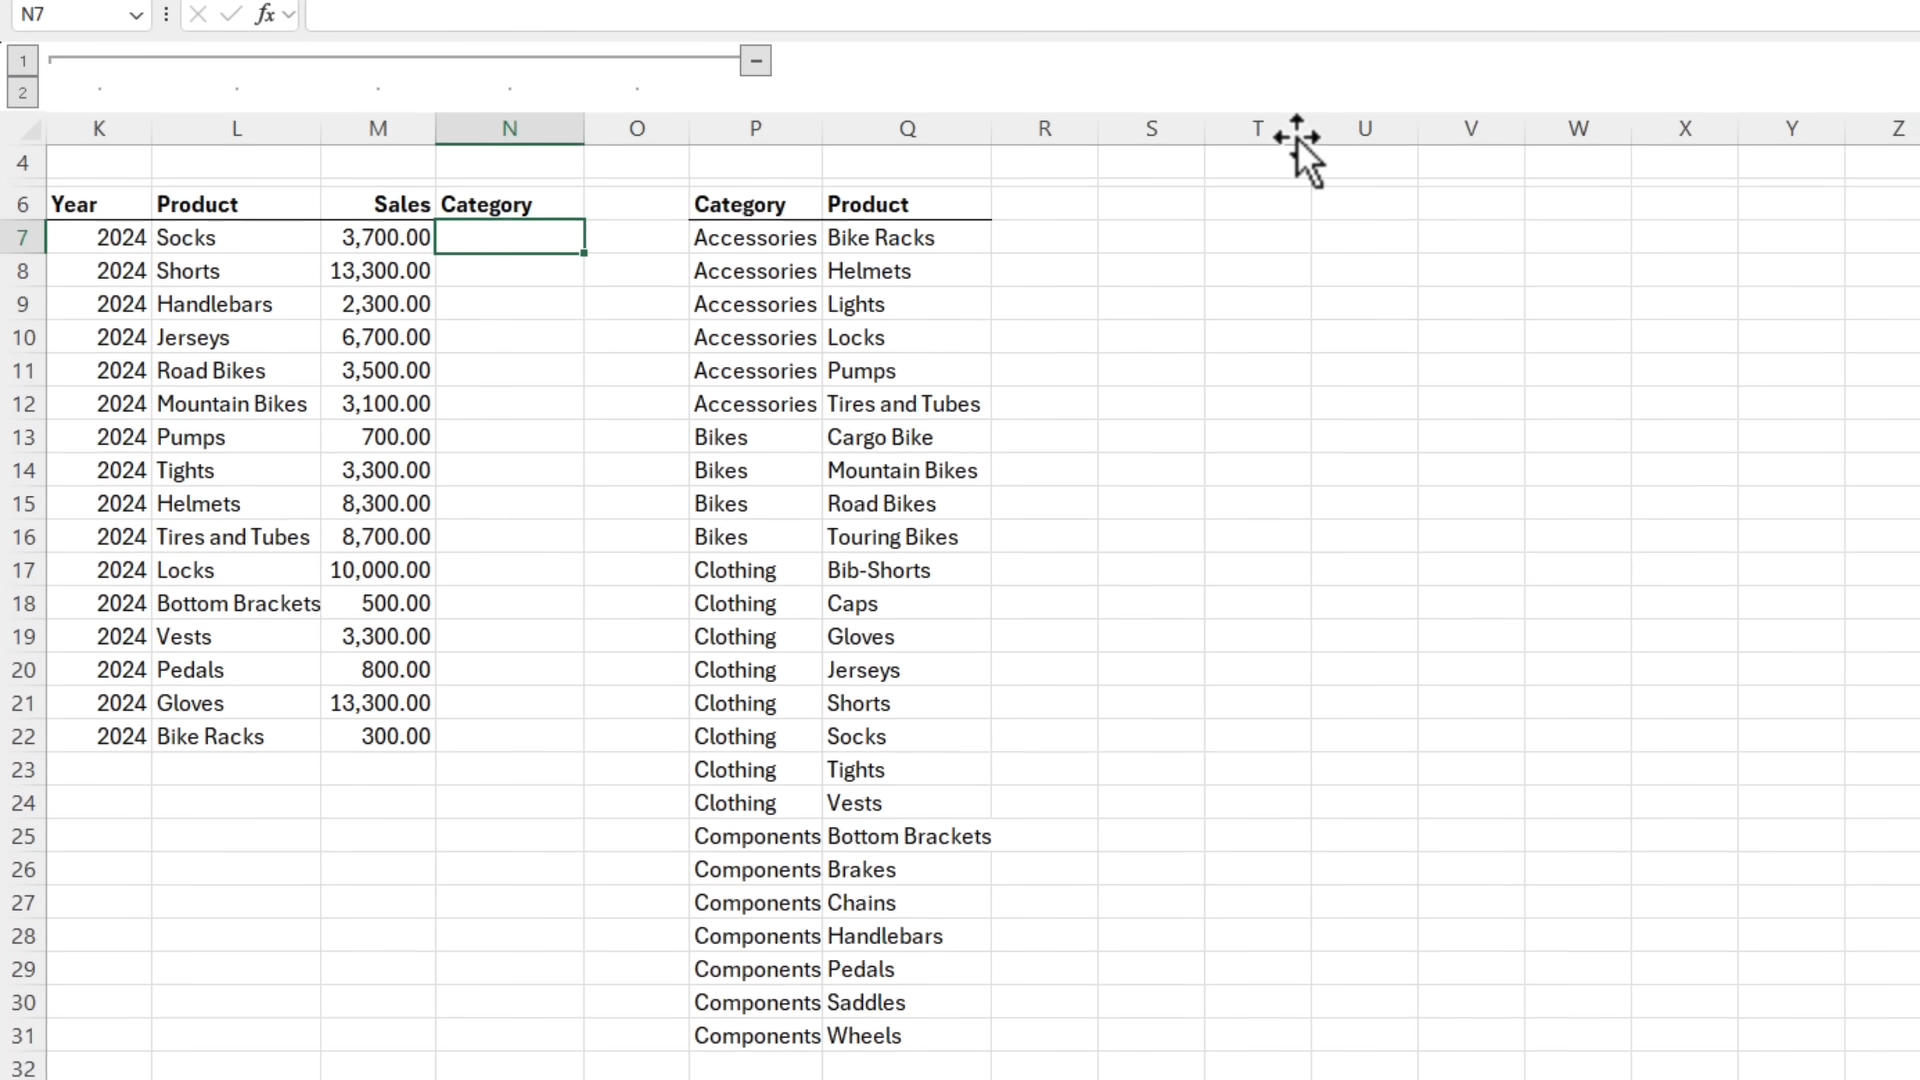 N7 fx
1
2
K L M N O P Q R S T U V W X Y Z
4
6 Year Product Sales Category Category Product
7 2024 Socks 3,700.00 Accessories Bike Racks
8 2024 Shorts 13,300.00 Accessories Helmets
9 2024 Handlebars 2,300.00 Accessories Lights
10 2024 Jerseys 6,700.00 Accessories Locks
11 2024 Road Bikes 3,500.00 Accessories Pumps
12 2024 Mountain Bikes 3,100.00 Accessories Tires and Tubes
13 2024 Pumps 700.00 Bikes Cargo Bike
14 2024 Tights 3,300.00 Bikes Mountain Bikes
15 2024 Helmets 8,300.00 Bikes Road Bikes
16 2024 Tires and Tubes 8,700.00 Bikes Touring Bikes
17 2024 Locks 10,000.00 Clothing Bib-Shorts
18 2024 Bottom Brackets 500.00 Clothing Caps
19 2024 Vests 3,300.00 Clothing Gloves
20 2024 Pedals 800.00 Clothing Jerseys
21 2024 Gloves 13,300.00 Clothing Shorts
22 2024 Bike Racks 300.00 Clothing Socks
23 Clothing Tights
24 Clothing Vests
25 Components Bottom Brackets
26 Components Brakes
27 Components Chains
28 Components Handlebars
29 Components Pedals
30 Components Saddles
31 Components Wheels
32